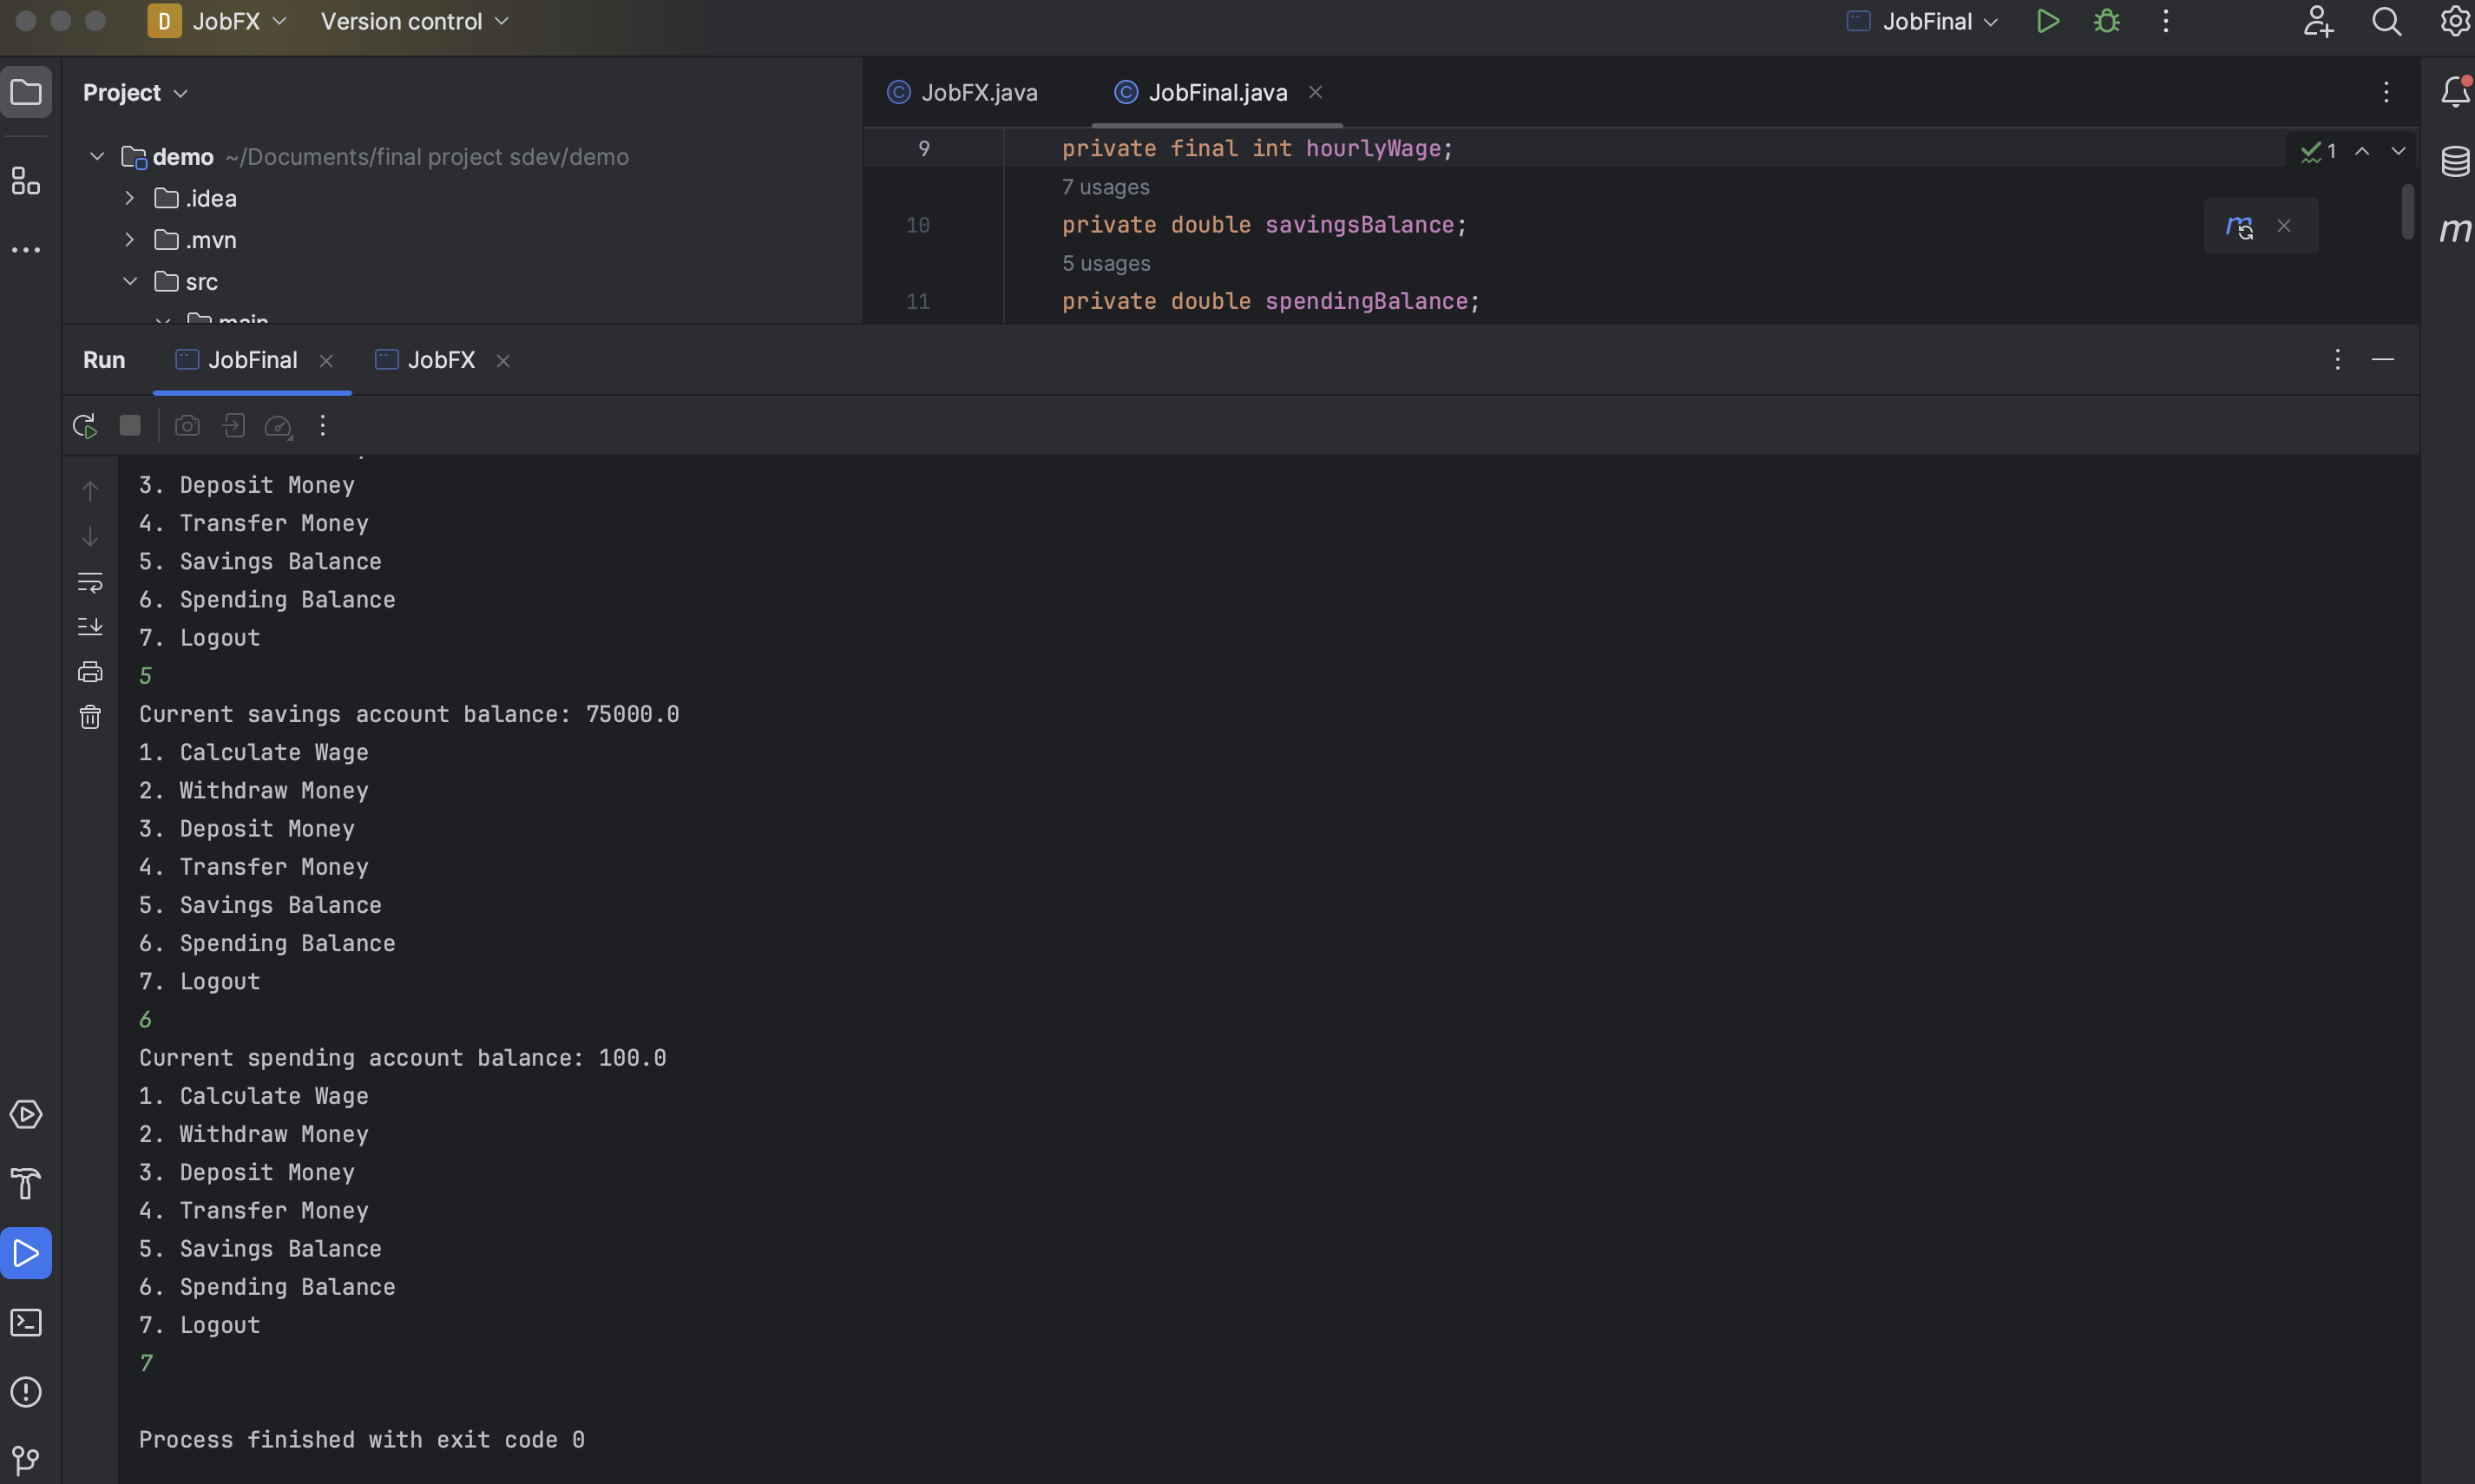 D JobFX Version control JobFinal
Project
JobFX.java JobFinal.java
demo ~/Documents/final project sdev/demo
.idea
.mvn
src
main
9 private final int hourlyWage; 1
7 usages
10 private double savingsBalance;
5 usages
11 private double spendingBalance;
Run JobFinal JobFX
3. Deposit Money
4. Transfer Money
5. Savings Balance
6. Spending Balance
7. Logout
5
Current savings account balance: 75000.0
1. Calculate Wage
2. Withdraw Money
3. Deposit Money
4. Transfer Money
5. Savings Balance
6. Spending Balance
7. Logout
6
Current spending account balance: 100.0
1. Calculate Wage
2. Withdraw Money
3. Deposit Money
4. Transfer Money
5. Savings Balance
6. Spending Balance
7. Logout
7
Process finished with exit code 0